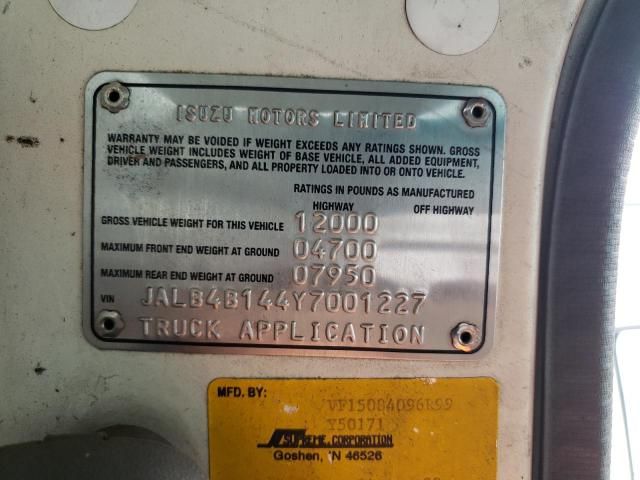 ISUZU MOTORS LIMITED
WARRANTY MAY BE VOIDED IF WEIGHT EXCEEDS ANY RATINGS SHOWN. GROSS
VEHICLE WEIGHT INCLUDES WEIGHT OF BASE VEHICLE, ALL ADDED EQUIPMENT,
DRIVER AND PASSENGERS, AND ALL PROPERTY LOADED INTO OR ONTO VEHICLE.
RATINGS IN POUNDS AS MANUFACTURED
HIGHWAY OFF HIGHWAY
GROSS VEHICLE WEIGHT FOR THIS VEHICLE 12000
MAXIMUM FRONT END WEIGHT AT GROUND 04700
MAXIMUM REAR END WEIGHT AT GROUND 07950
VIN JALB4B144Y7001227
TRUCK APPLICATION
MFD. BY: VF15084096R99
Y50171
SUPREME CORPORATION
Goshen, IN 46526